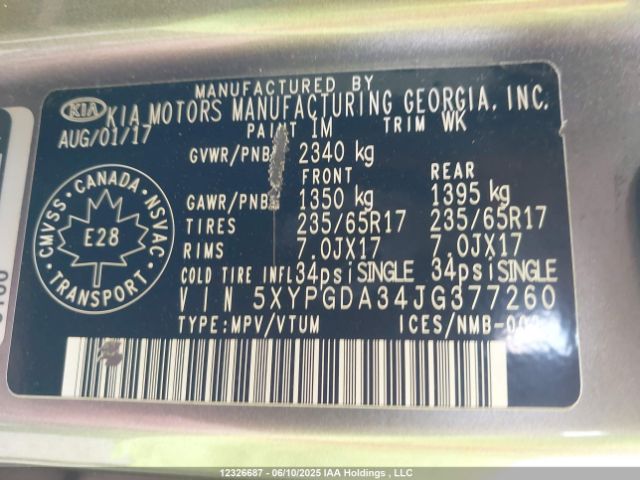 MANUFACTURED BY
KIA KIA MOTORS MANUFACTURING GEORGIA, INC.
AUG/01/17 PAINT 1M TRIM WK
GVWR/PNB 2340 kg
FRONT REAR
GAWR/PNB 1350 kg 1395 kg
TIRES 235/65R17 235/65R17
RIMS 7.0JX17 7.0JX17
COLD TIRE INFL 34psi SINGLE 34psi SINGLE
VIN 5XYPGDA34JG377260
TYPE:MPV/VTUM ICES/NMB-
CANADA
CMVSS NSVAC
E28
TRANSPORT
12326687 - 06/10/2025 IAA Holdings , LLC